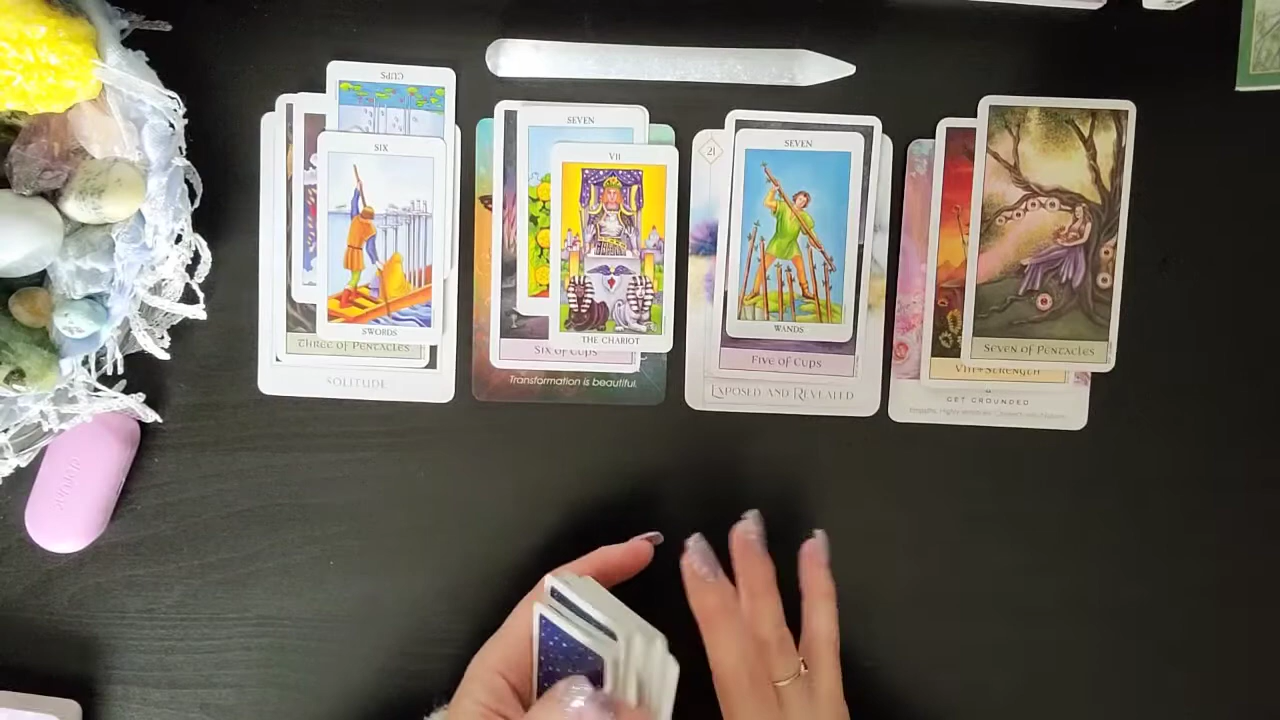 CUPS
SIX
SWORDS
THREE OF PENTACLES
SOLITUDE
SEVEN
VII
THE CHARIOT
SIX OF CUPS
Transformation is beautiful.
21
SEVEN
WANDS
FIVE OF CUPS
EXPOSED AND REVEALED
SEVEN OF PENTACLES
VIII STRENGTH
44
GET GROUNDED